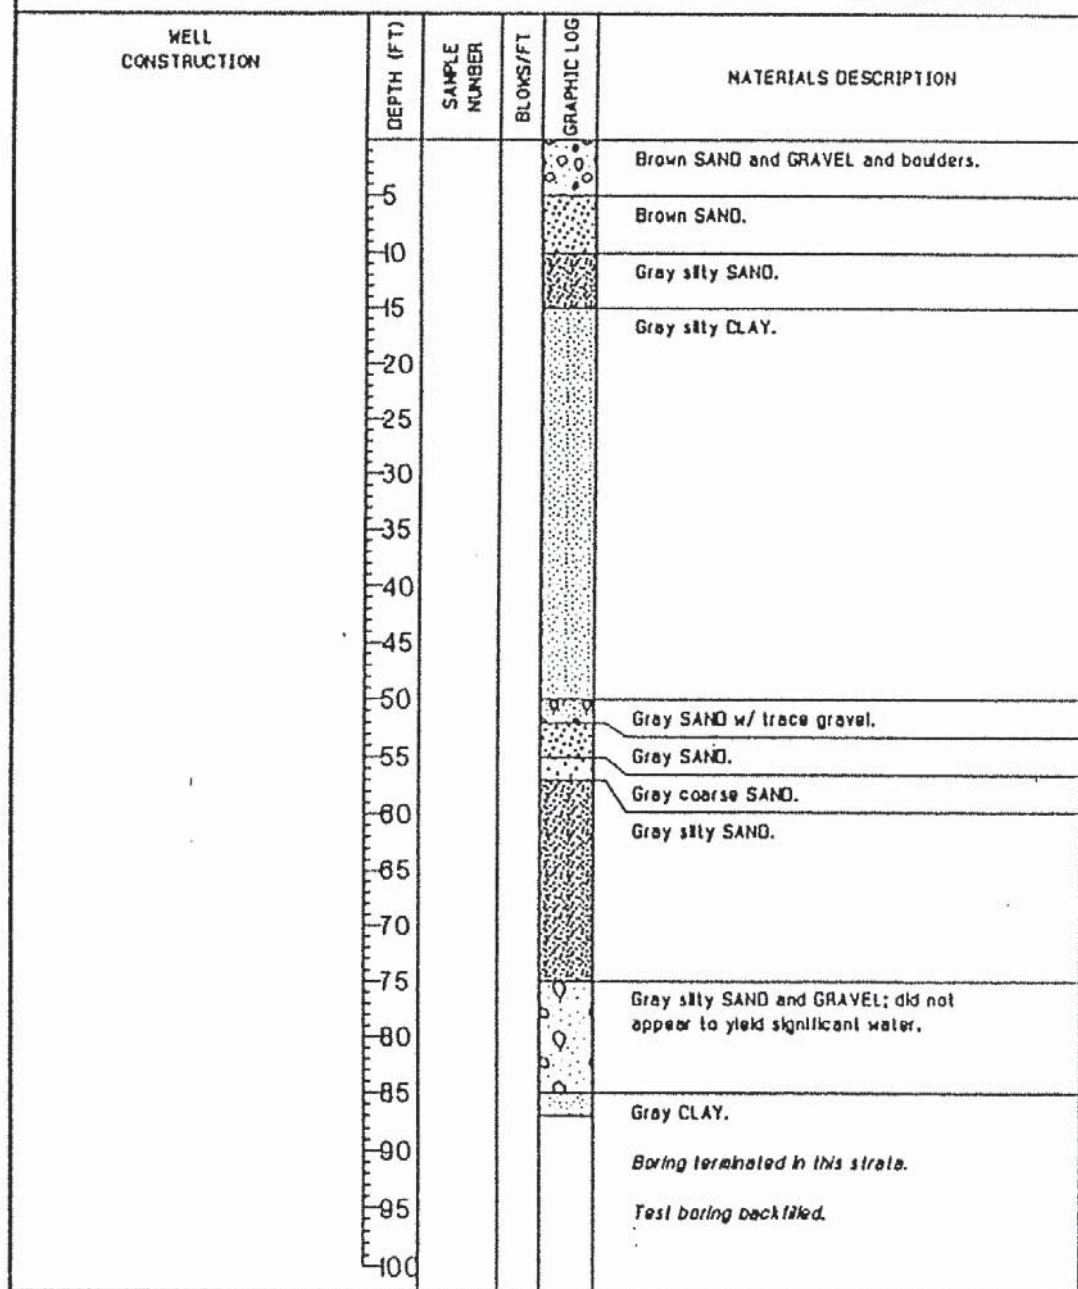 WELL
CONSTRUCTION
DEPTH (FT)
SAMPLE
NUMBER
BLOWS/FT
GRAPHIC LOG
MATERIALS DESCRIPTION
Brown SAND and GRAVEL and boulders.
5
Brown SAND.
10
Gray silty SAND.
15
Gray silty CLAY.
20
25
30
35
40
45
50
Gray SAND w/ trace gravel.
Gray SAND.
55
Gray coarse SAND.
60
Gray silty SAND.
65
70
75
Gray silty SAND and GRAVEL; did not
appear to yield significant water.
80
85
Gray CLAY.
90
Boring terminated in this strata.
95
Test boring backfilled.
100